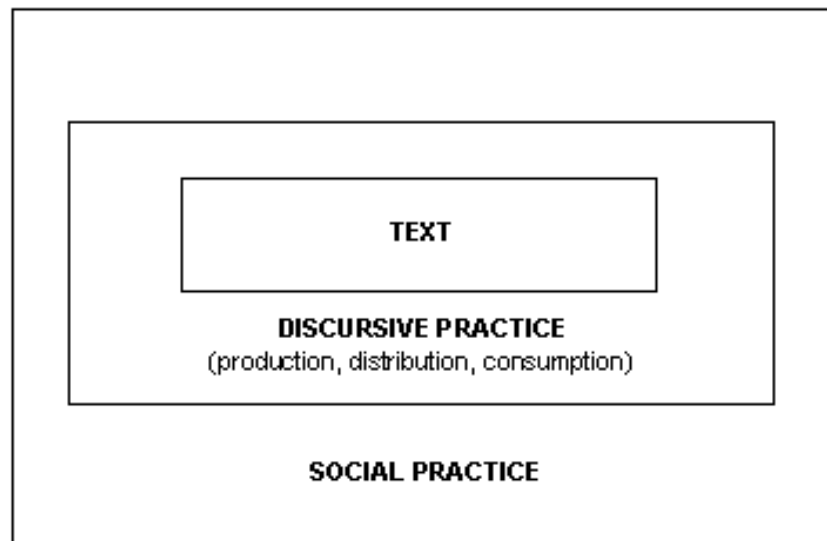 TEXT
DISCURSIVE PRACTICE
(production, distribution, consumption)
SOCIAL PRACTICE